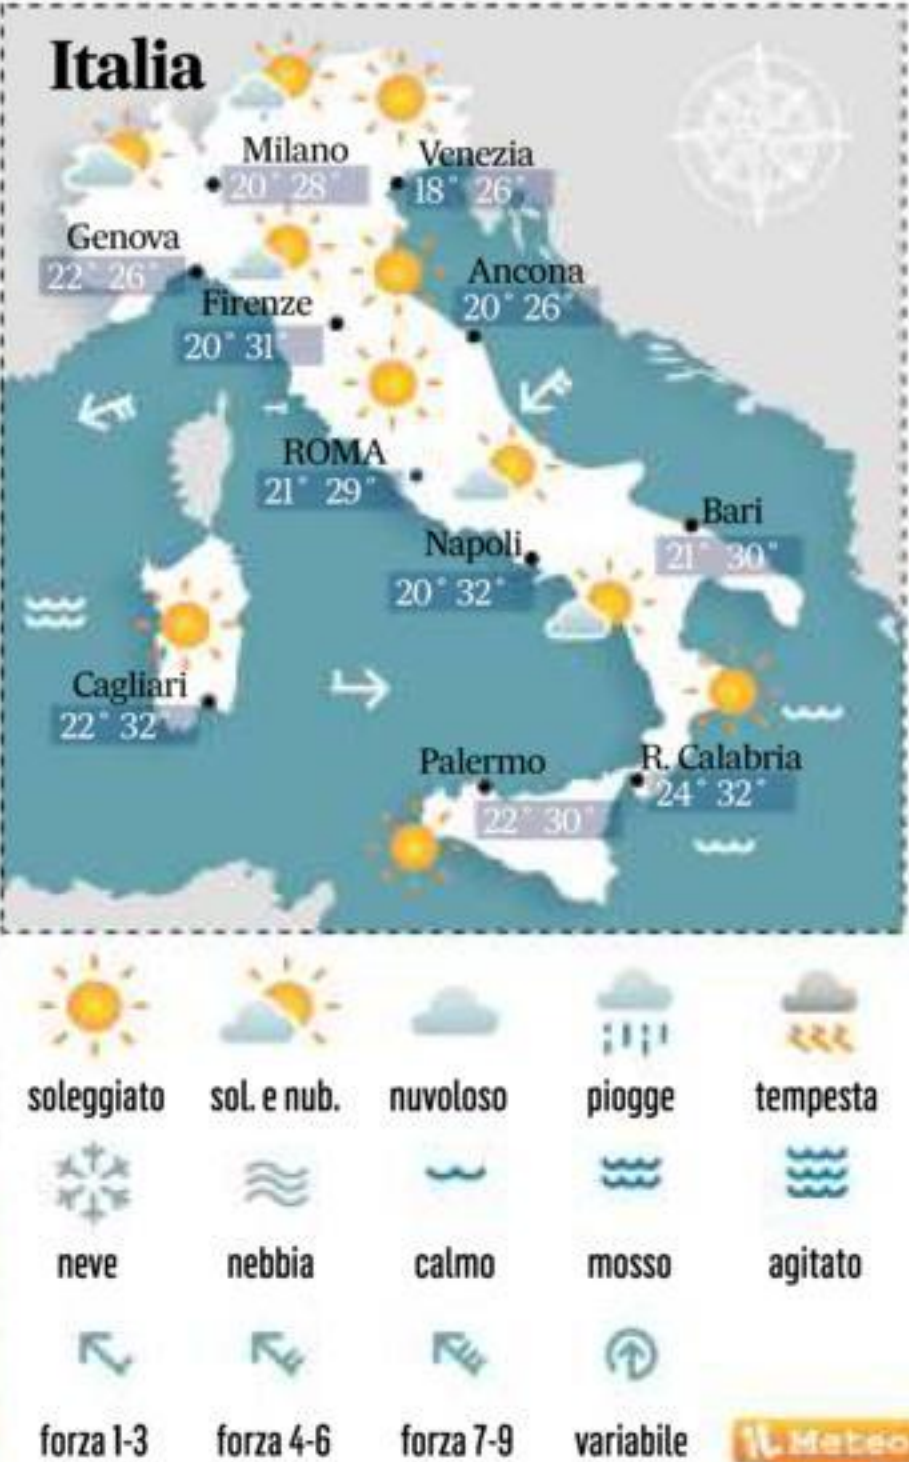 Italia
Milano
20° 28°
Venezia
18° 26°
Genova
22° 26°
Ancona
20° 26°
Firenze
20° 31°
ROMA
21° 29°
Bari
21° 30°
Napoli
20° 32°
Cagliari
22° 32°
Palermo
22° 30°
R. Calabria
24° 32°
soleggiato
sol. e nub.
nuvoloso
piogge
tempesta
neve
nebbia
calmo
mosso
agitato
forza 1-3
forza 4-6
forza 7-9
variabile
iL Meteo